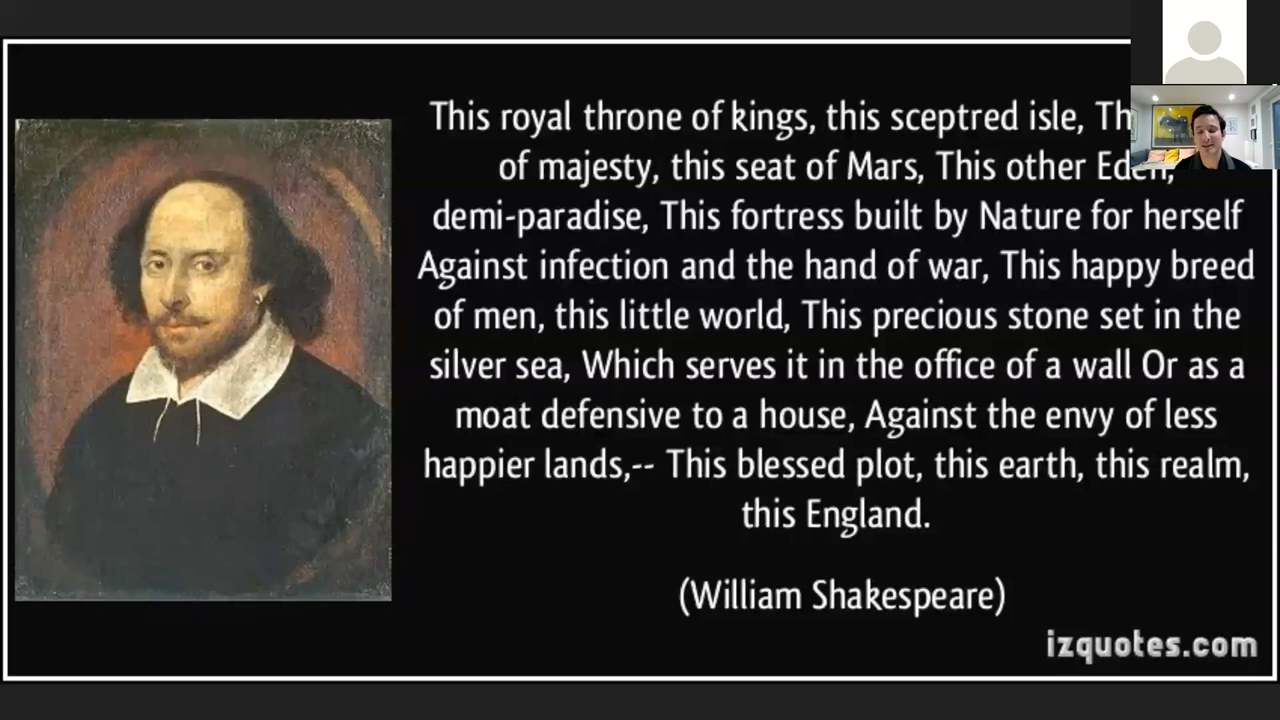 This royal throne of kings, this sceptred isle,
of majesty, this seat of Mars, This other Eden,
demi-paradise, This fortress built by Nature for herself
Against infection and the hand of war, This happy breed
of men, this little world, This precious stone set in the
silver sea, Which serves it in the office of a wall Or as a
moat defensive to a house, Against the envy of less
happier lands,-- This blessed plot, this earth, this realm,
this England.
(William Shakespeare)
izquotes.com